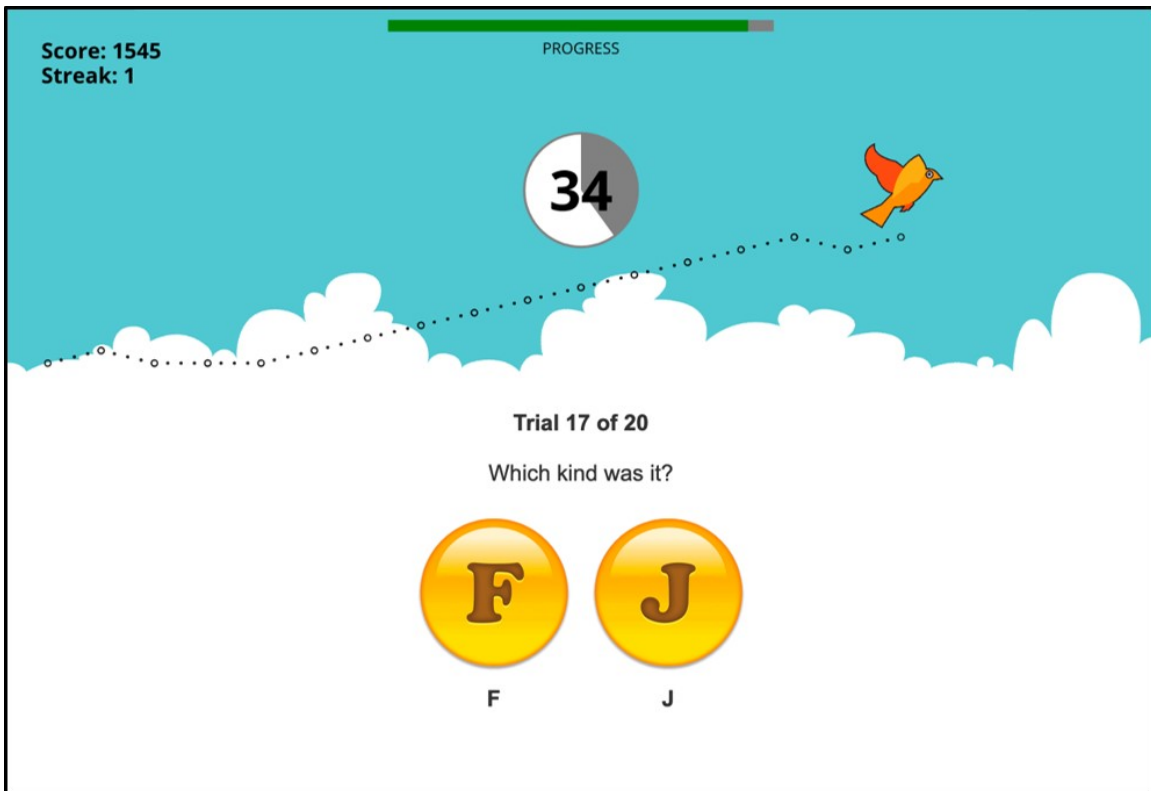 PROGRESS
Score: 1545
Streak: 1
34
Trial 17 of 20
Which kind was it?
F J
F J